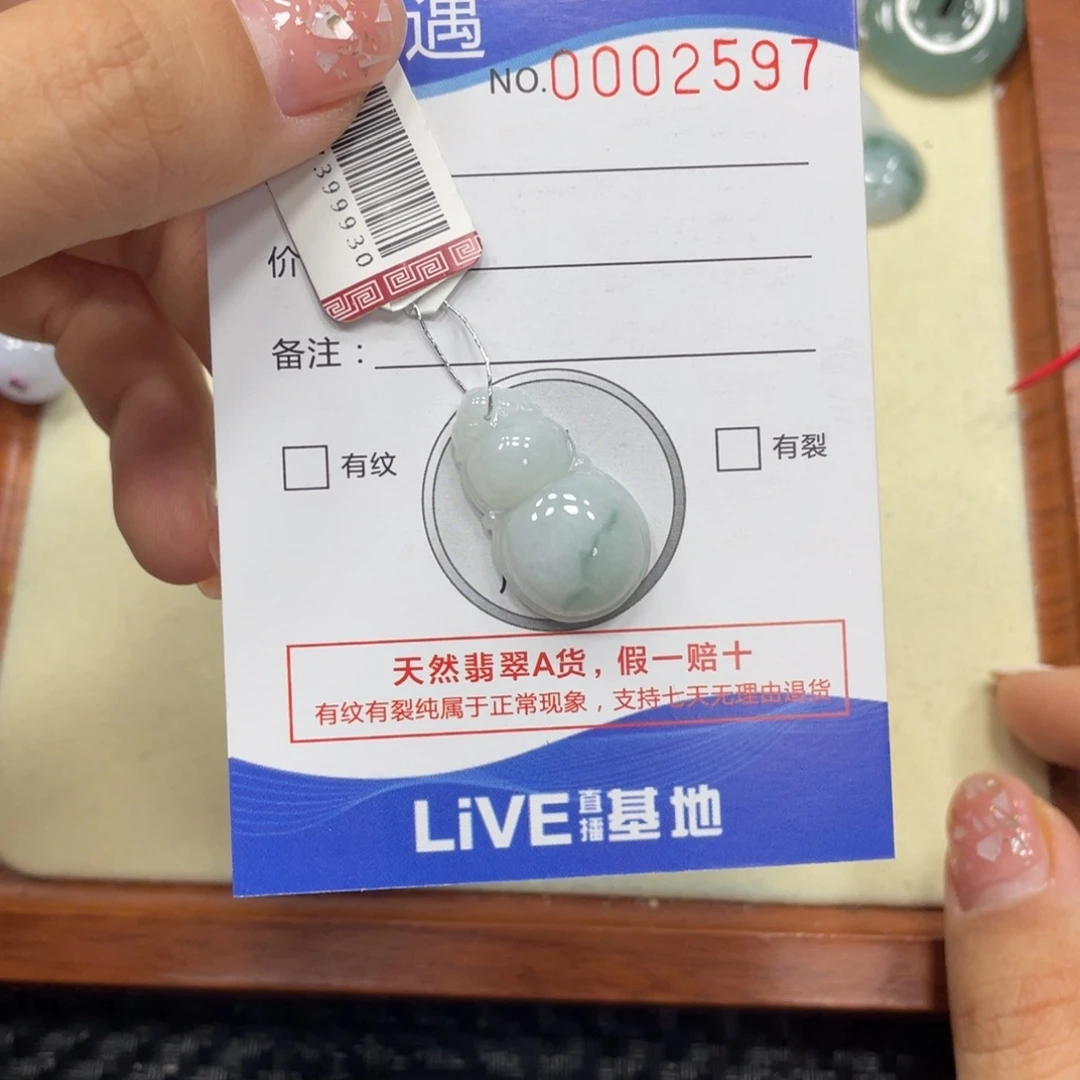 遇
NO.0002597
399930
价
备注：
有纹
有裂
天然翡翠A货，假一赔十
有纹有裂纯属于正常现象，支持七天无理由退货
LiVE直播基地